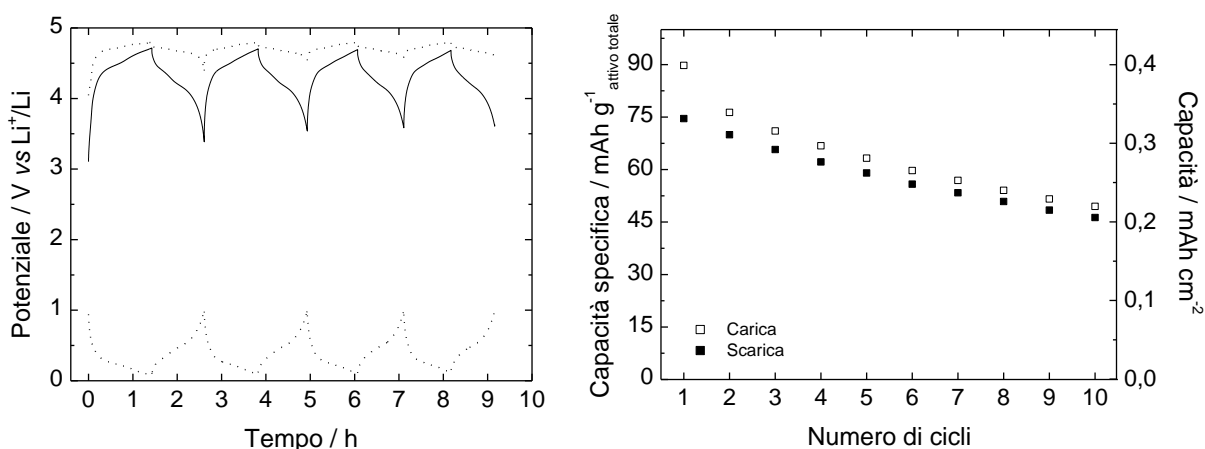 Potenziale / V vs Li⁺/Li
5
4
3
2
1
0
0 1 2 3 4 5 6 7 8 9 10
Tempo / h
Capacità specifica / mAh g⁻¹ attivo totale
90
75
60
45
30
15
0
Carica
Scarica
1 2 3 4 5 6 7 8 9 10
Numero di cicli
0,4
0,3
0,2
0,1
0,0
Capacità / mAh cm⁻²